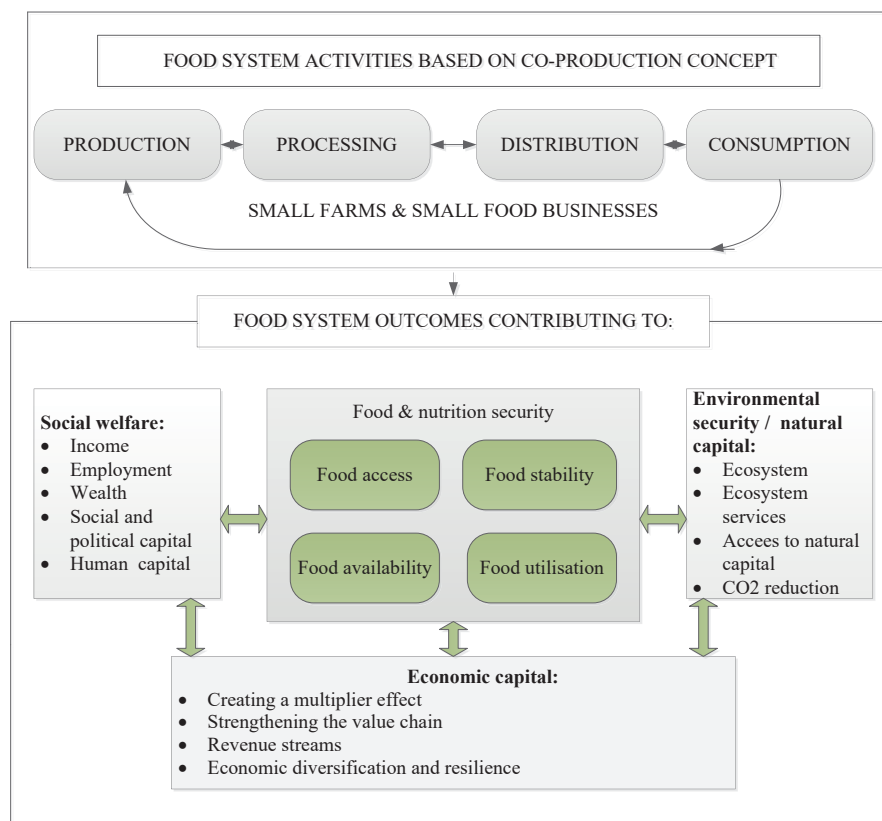 FOOD SYSTEM ACTIVITIES BASED ON CO-PRODUCTION CONCEPT
PRODUCTION
PROCESSING
DISTRIBUTION
CONSUMPTION
SMALL FARMS & SMALL FOOD BUSINESSES
FOOD SYSTEM OUTCOMES CONTRIBUTING TO:
Social welfare:
• Income
• Employment
• Wealth
• Social and
political capital
• Human capital
Food & nutrition security
Food access
Food stability
Food availability
Food utilisation
Environmental
security / natural
capital:
• Ecosystem
• Ecosystem
services
• Accees to natural
capital
• CO2 reduction
Economic capital:
• Creating a multiplier effect
• Strengthening the value chain
• Revenue streams
• Economic diversification and resilience